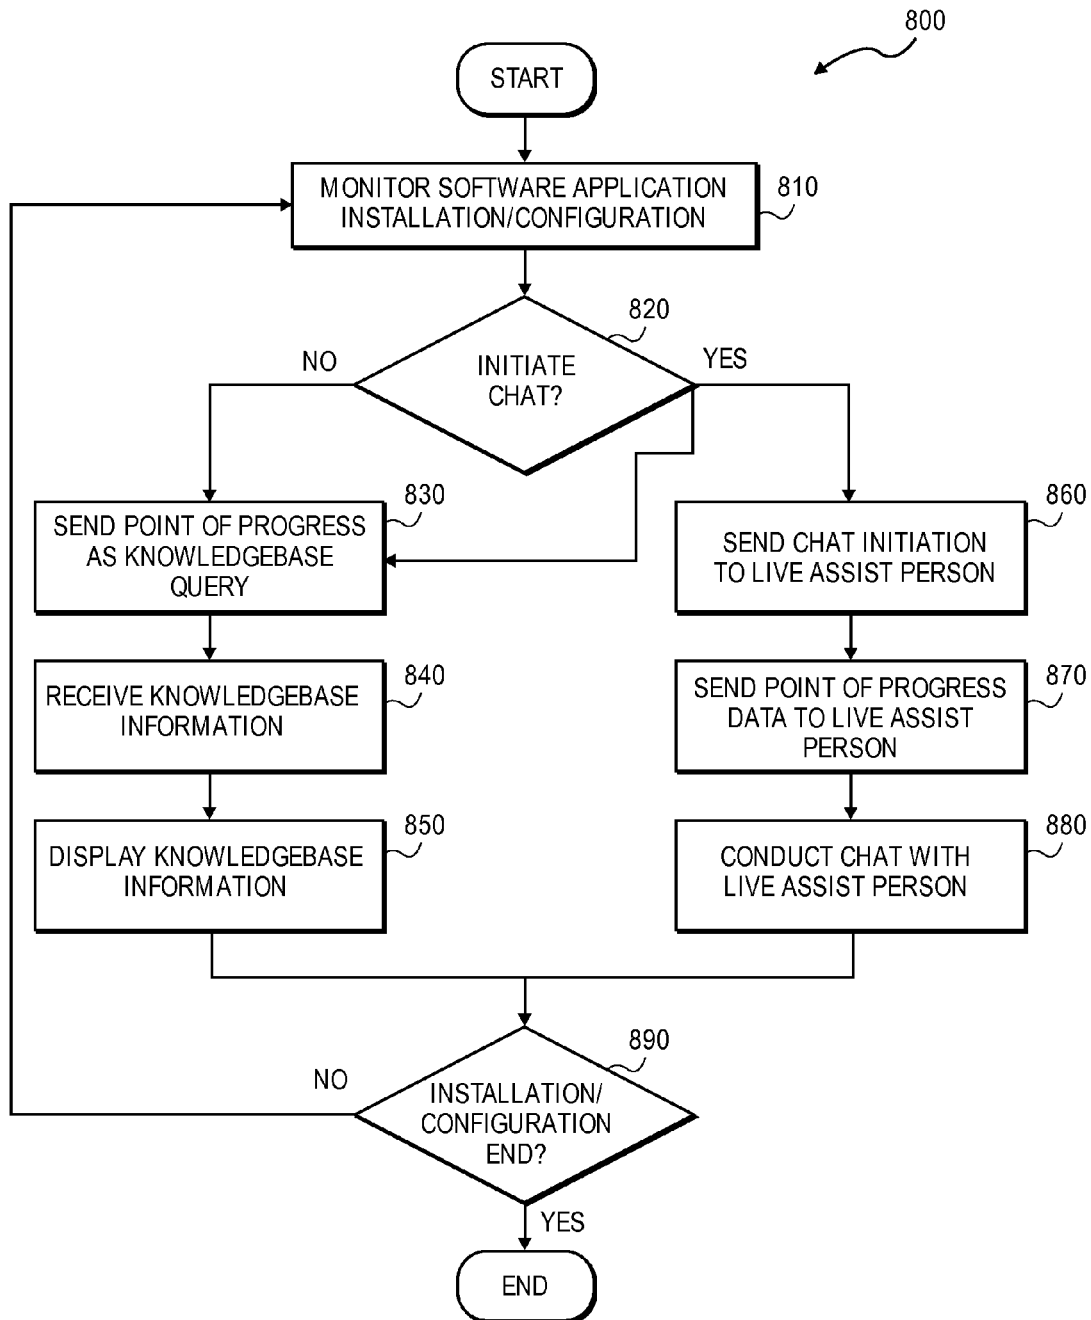 800
START
MONITOR SOFTWARE APPLICATION
INSTALLATION/CONFIGURATION
810
820
NO
YES
INITIATE
CHAT?
830
SEND POINT OF PROGRESS
AS KNOWLEDGEBASE
QUERY
860
SEND CHAT INITIATION
TO LIVE ASSIST PERSON
840
RECEIVE KNOWLEDGEBASE
INFORMATION
870
SEND POINT OF PROGRESS
DATA TO LIVE ASSIST
PERSON
850
DISPLAY KNOWLEDGEBASE
INFORMATION
880
CONDUCT CHAT WITH
LIVE ASSIST PERSON
890
NO
INSTALLATION/
CONFIGURATION
END?
YES
END